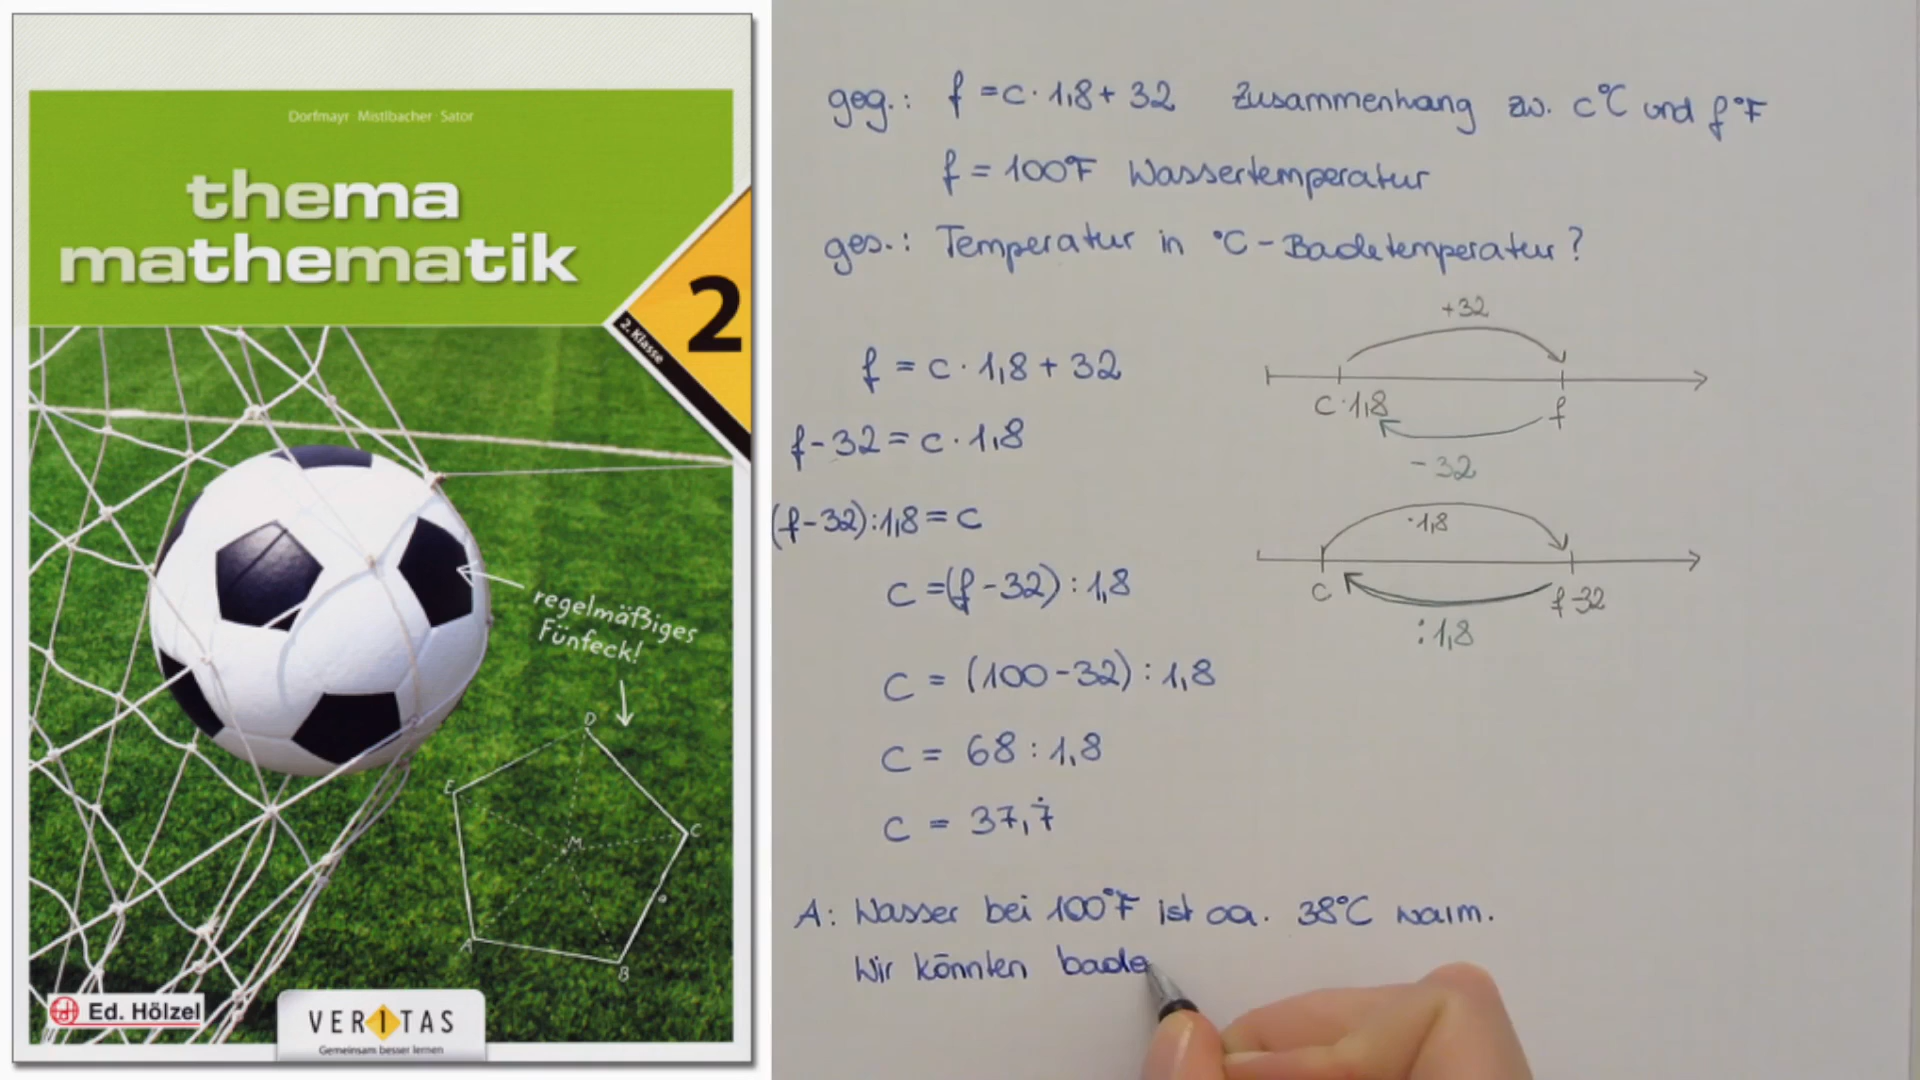 Dorfmayr Mistlbacher Sator
thema
mathematik
2
2. Klasse
regelmäßiges
Fünfeck!
D
E
C
M
a
A
B
Ed. Hölzel
VERITAS
Gemeinsam besser lernen
geg.: f = c · 1,8 + 32 Zusammenhang zw. c°C und f°F
f = 100°F Wassertemperatur
ges.: Temperatur in °C - Badetemperatur?
f = c · 1,8 + 32
f - 32 = c · 1,8
(f - 32) : 1,8 = c
c = (f - 32) : 1,8
c = (100 - 32) : 1,8
c = 68 : 1,8
c = 37,7̇
+32
c · 1,8 f
- 32
· 1,8
c f-32
: 1,8
A: Wasser bei 100°F ist ca. 38°C warm.
Wir könnten bade